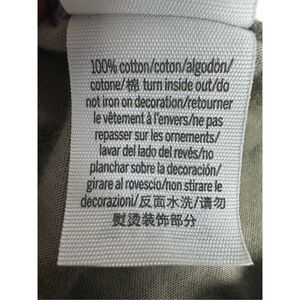 100% cotton/coton/algodón/
cotone/棉 turn inside out/do
not iron on decoration/retourner
le vêtement à l'envers/ne pas
repasser sur les ornements/
lavar del lado del revés/no
planchar sobre la decoración/
girare al rovescio/non stirare le
decorazioni/反面水洗/请勿
熨烫装饰部分